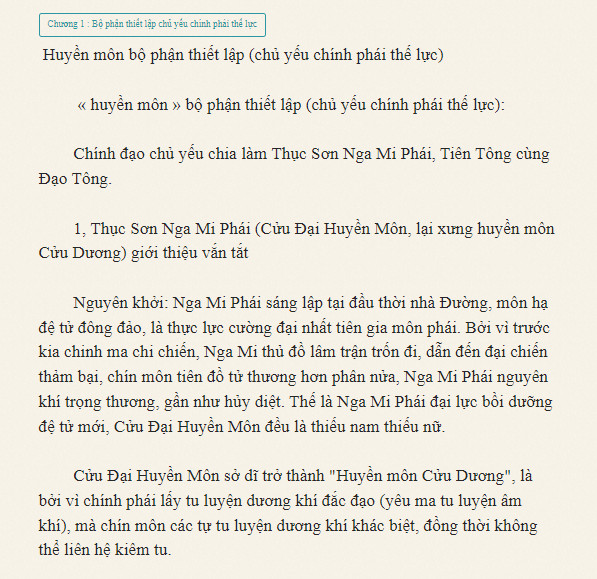 Chương 1 : Bộ phận thiết lập chủ yếu chính phái thế lực
Huyền môn bộ phận thiết lập (chủ yếu chính phái thế lực)
« huyền môn » bộ phận thiết lập (chủ yếu chính phái thế lực):
Chính đạo chủ yếu chia làm Thục Sơn Nga Mi Phái, Tiên Tông cùng
Đạo Tông.
1, Thục Sơn Nga Mi Phái (Cửu Đại Huyền Môn, lại xưng huyền môn
Cửu Dương) giới thiệu vắn tắt
Nguyên khởi: Nga Mi Phái sáng lập tại đầu thời nhà Đường, môn hạ
đệ tử đông đảo, là thực lực cường đại nhất tiên gia môn phái. Bởi vì trước
kia chinh ma chi chiến, Nga Mi thủ đồ lâm trận trốn đi, dẫn đến đại chiến
thảm bại, chín môn tiên đồ tử thương hơn phân nửa, Nga Mi Phái nguyên
khí trọng thương, gần như hủy diệt. Thế là Nga Mi Phái đại lực bồi dưỡng
đệ tử mới, Cửu Đại Huyền Môn đều là thiếu nam thiếu nữ.
Cửu Đại Huyền Môn sở dĩ trở thành "Huyền môn Cửu Dương", là
bởi vì chính phái lấy tu luyện dương khí đắc đạo (yêu ma tu luyện âm
khí), mà chín môn các tự tu luyện dương khí khác biệt, đồng thời không
thể liên hệ kiêm tu.